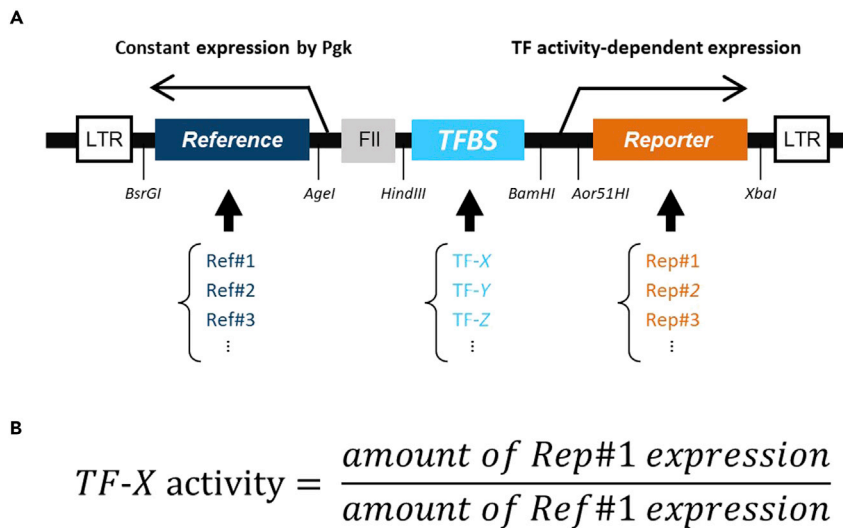 A
Constant expression by Pgk
TF activity-dependent expression
LTR
Reference
FII
TFBS
Reporter
LTR
BsrGI
AgeI
HindIII
BamHI
Aor51HI
XbaI
Ref#1
Ref#2
Ref#3
⋮
TF-X
TF-Y
TF-Z
⋮
Rep#1
Rep#2
Rep#3
⋮
B
TF-X activity = amount of Rep#1 expression
amount of Ref#1 expression